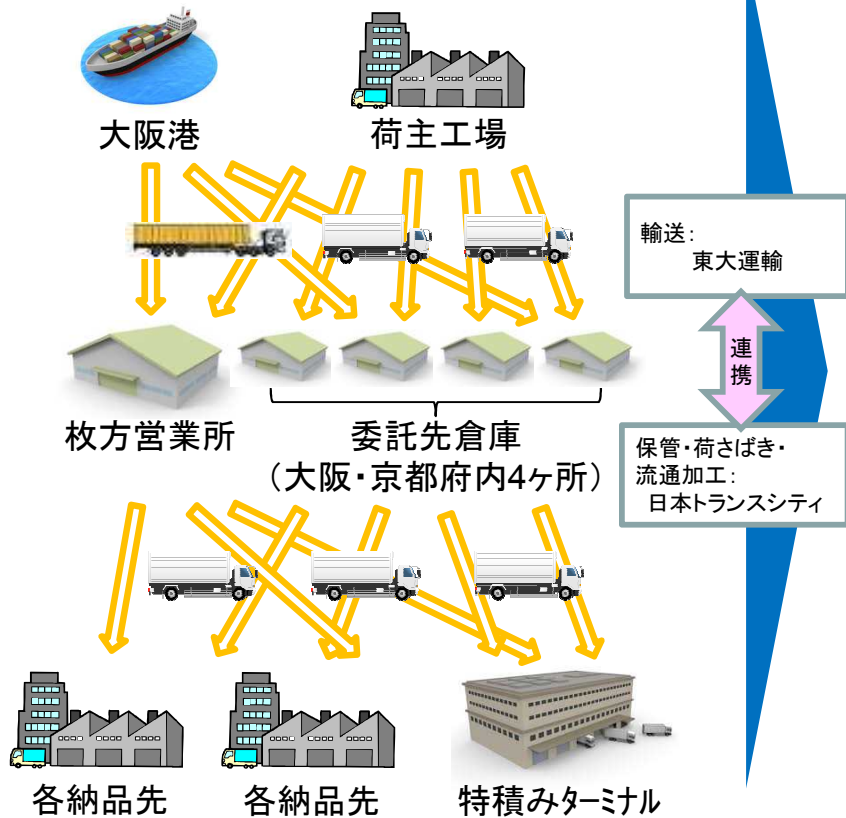 大阪港
荷主工場
輸送:
東大運輸
連携
枚方営業所
委託先倉庫
(大阪・京都府内4ヶ所)
保管・荷さばき・
流通加工:
日本トランスシティ
各納品先
各納品先
特積みターミナル